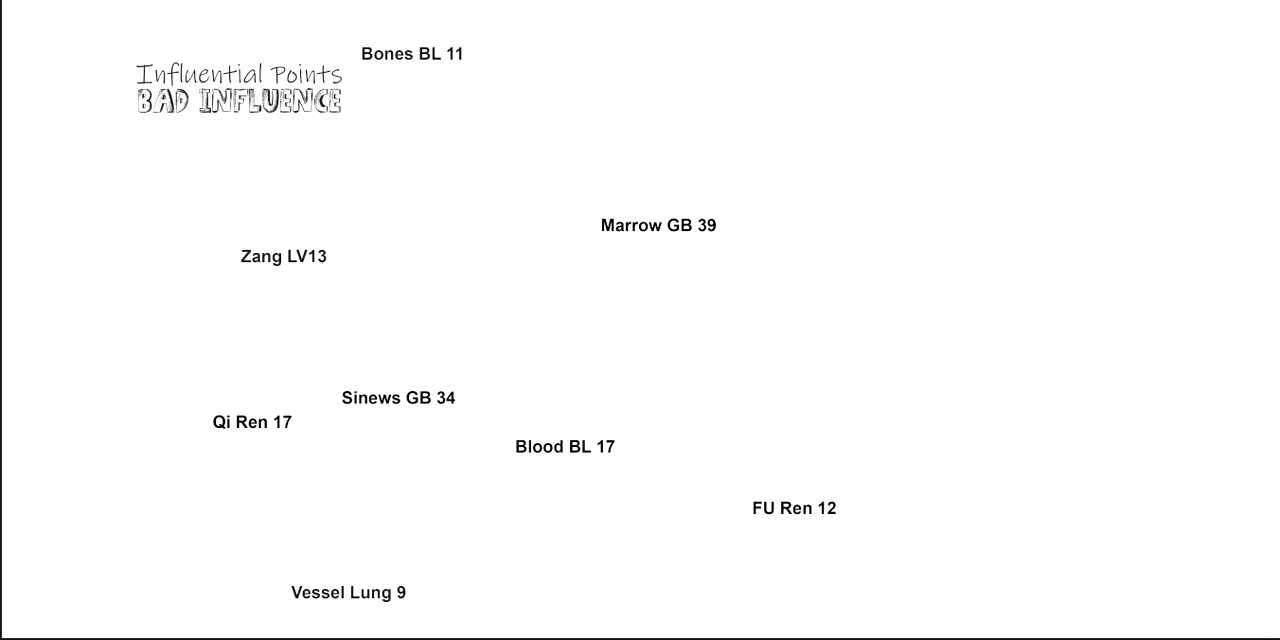 Bones BL 11
Influential Points
BAD INFLUENCE
Marrow GB 39
Zang LV13
Sinews GB 34
Qi Ren 17
Blood BL 17
FU Ren 12
Vessel Lung 9